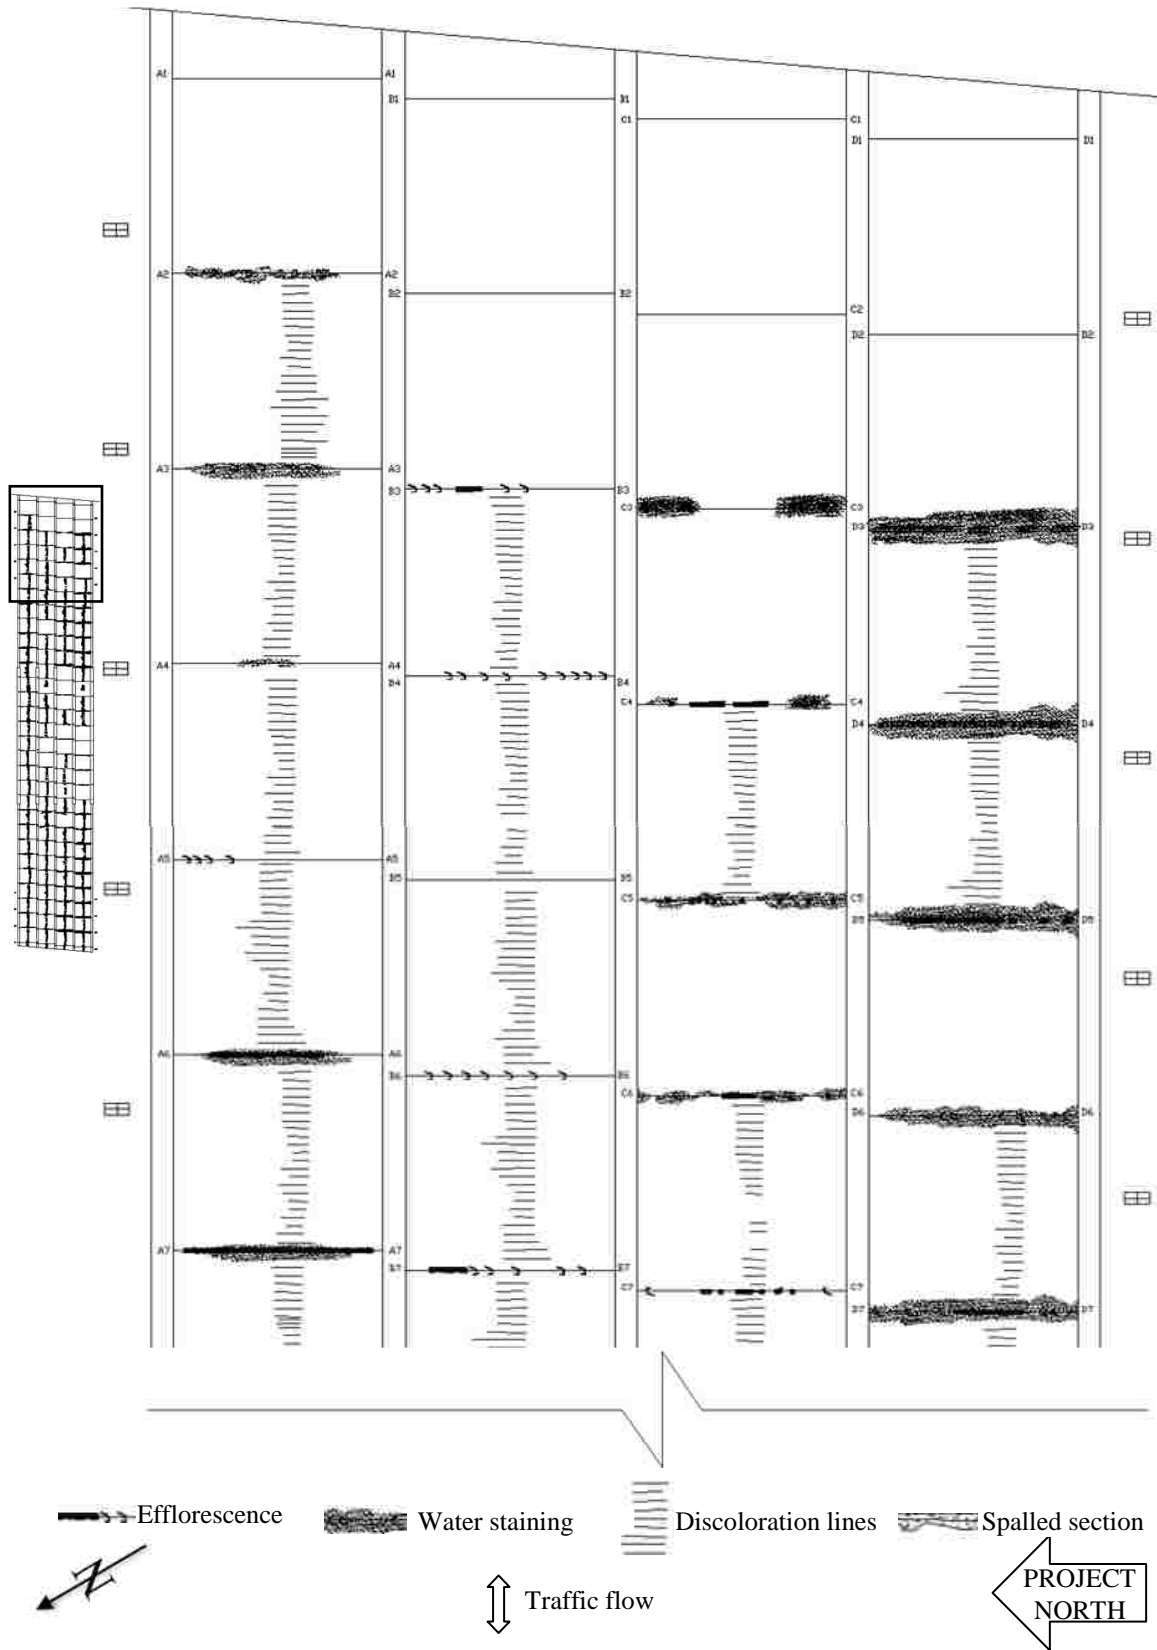 A1 A1
B1 B1
C1 C1
D1 D1
A2 A2
B2 B2
C2
D2 D2
A3 A3
B3 B3
C3 C3
D3 D3
A4 A4
B4 B4
C4 C4
D4 D4
A5 A5
B5 B5
C5 C5
D5 D5
A6 A6
B6 B6
C6 C6
D6 D6
A7 A7
B7 B7
C7 C7
D7 D7
Efflorescence Water staining Discoloration lines Spalled section
N
Traffic flow
PROJECT
NORTH